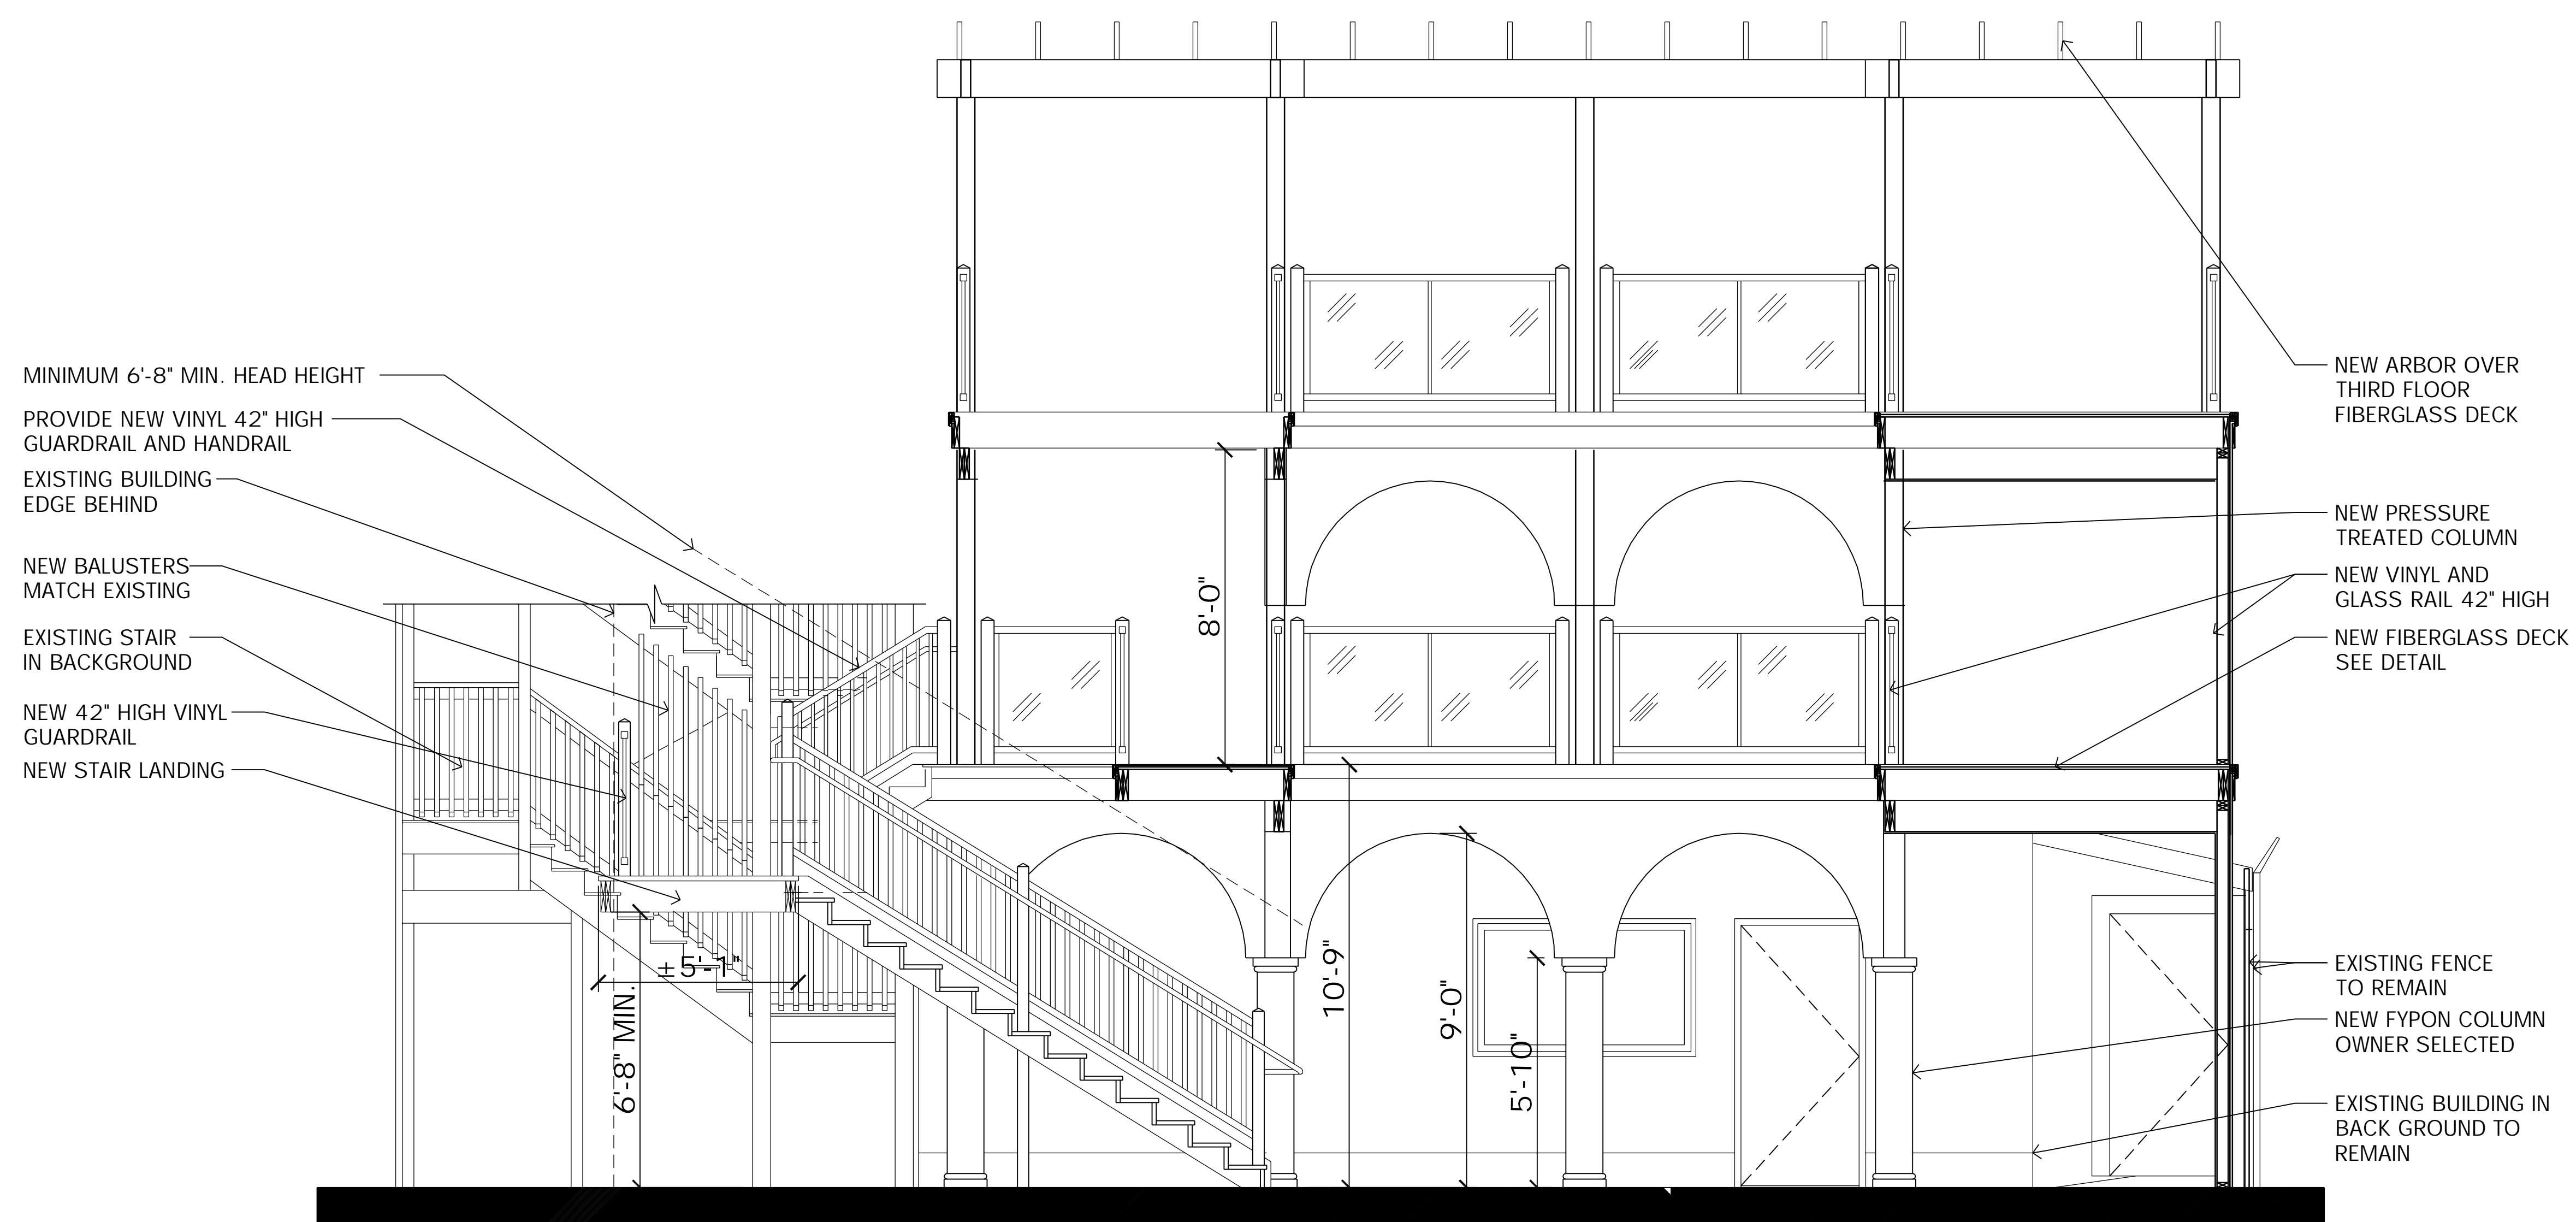 MINIMUM 6'-8" MIN. HEAD HEIGHT
PROVIDE NEW VINYL 42" HIGH
GUARDRAIL AND HANDRAIL
EXISTING BUILDING
EDGE BEHIND
NEW BALUSTERS
MATCH EXISTING
EXISTING STAIR
IN BACKGROUND
NEW 42" HIGH VINYL
GUARDRAIL
NEW STAIR LANDING
±5'-1"
6'-8" MIN.
8'-0"
10'-9"
9'-0"
5'-10"
NEW ARBOR OVER
THIRD FLOOR
FIBERGLASS DECK
NEW PRESSURE
TREATED COLUMN
NEW VINYL AND
GLASS RAIL 42" HIGH
NEW FIBERGLASS DECK
SEE DETAIL
EXISTING FENCE
TO REMAIN
NEW FYPON COLUMN
OWNER SELECTED
EXISTING BUILDING IN
BACK GROUND TO
REMAIN